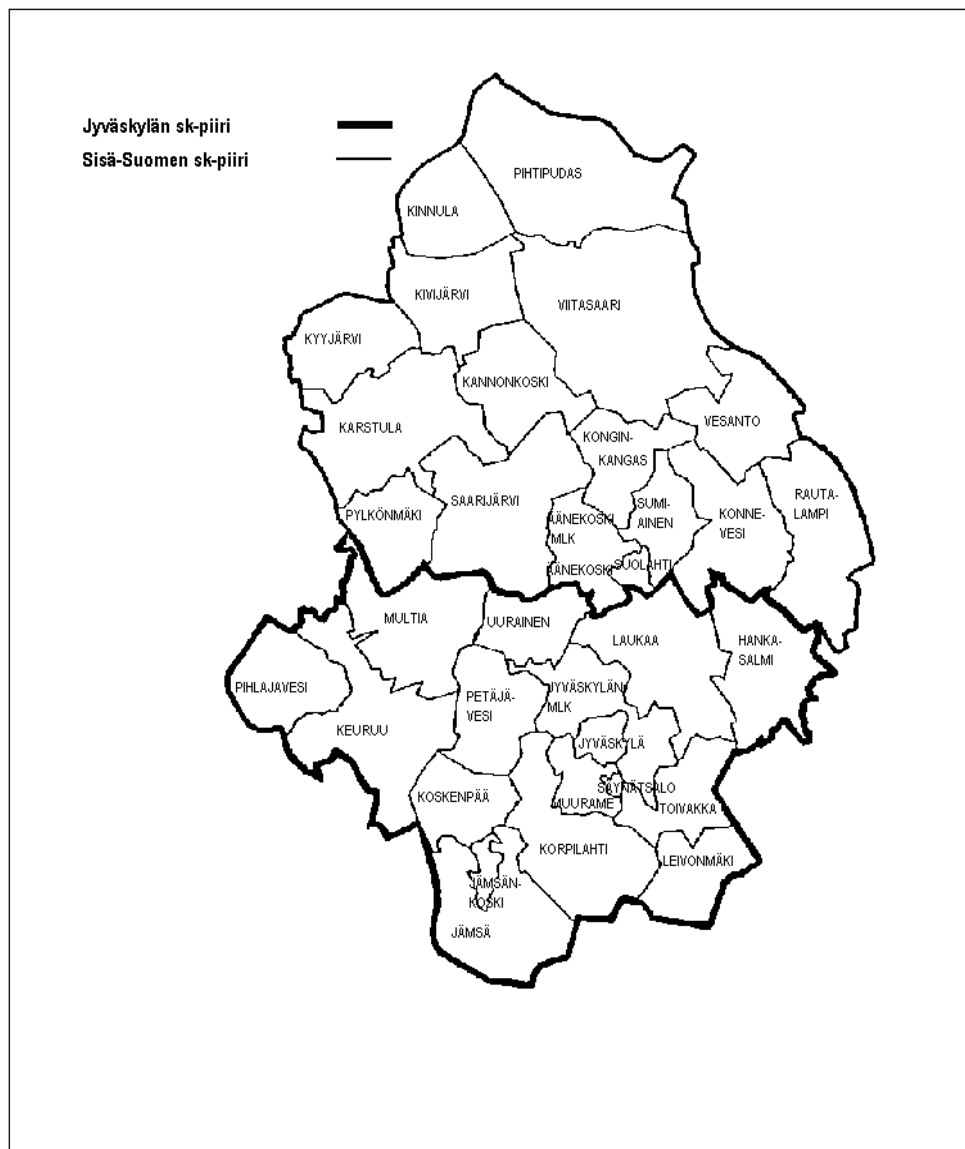 Jyväskylän sk-piiri
Sisä-Suomen sk-piiri
PIHTIPUDAS
KINNULA
KIVIJÄRVI
VIITASAARI
KYYJÄRVI
KANNONKOSKI
KARSTULA
VESANTO
KONGIN-
KANGAS
RAUTA-
LAMPI
SAARIJÄRVI
PYLKÖNMÄKI
ÄÄNEKOSKI
MLK
SUMI-
AINEN
KONNE-
VESI
ÄÄNEKOSKI
SUOLAHTI
MULTIA
UURAINEN
LAUKAA
HANKA-
SALMI
PIHLAJAVESI
KEURUU
PETÄJÄ-
VESI
JYVÄSKYLÄN
MLK
JYVÄSKYLÄ
SÄYNÄTSALO
MUURAME
TOIVAKKA
KOSKENPÄÄ
KORPILAHTI
LEIVONMÄKI
JÄMSÄN-
KOSKI
JÄMSÄ